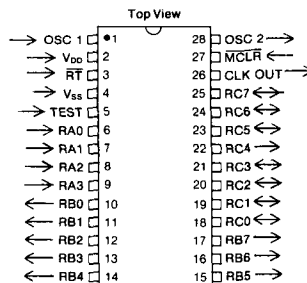 Top View
OSC 1 1 28 OSC 2
VDD 2 27 MCLR
RT 3 26 CLK OUT
VSS 4 25 RC7
TEST 5 24 RC6
RA0 6 23 RC5
RA1 7 22 RC4
RA2 8 21 RC3
RA3 9 20 RC2
RB0 10 19 RC1
RB1 11 18 RC0
RB2 12 17 RB7
RB3 13 16 RB6
RB4 14 15 RB5